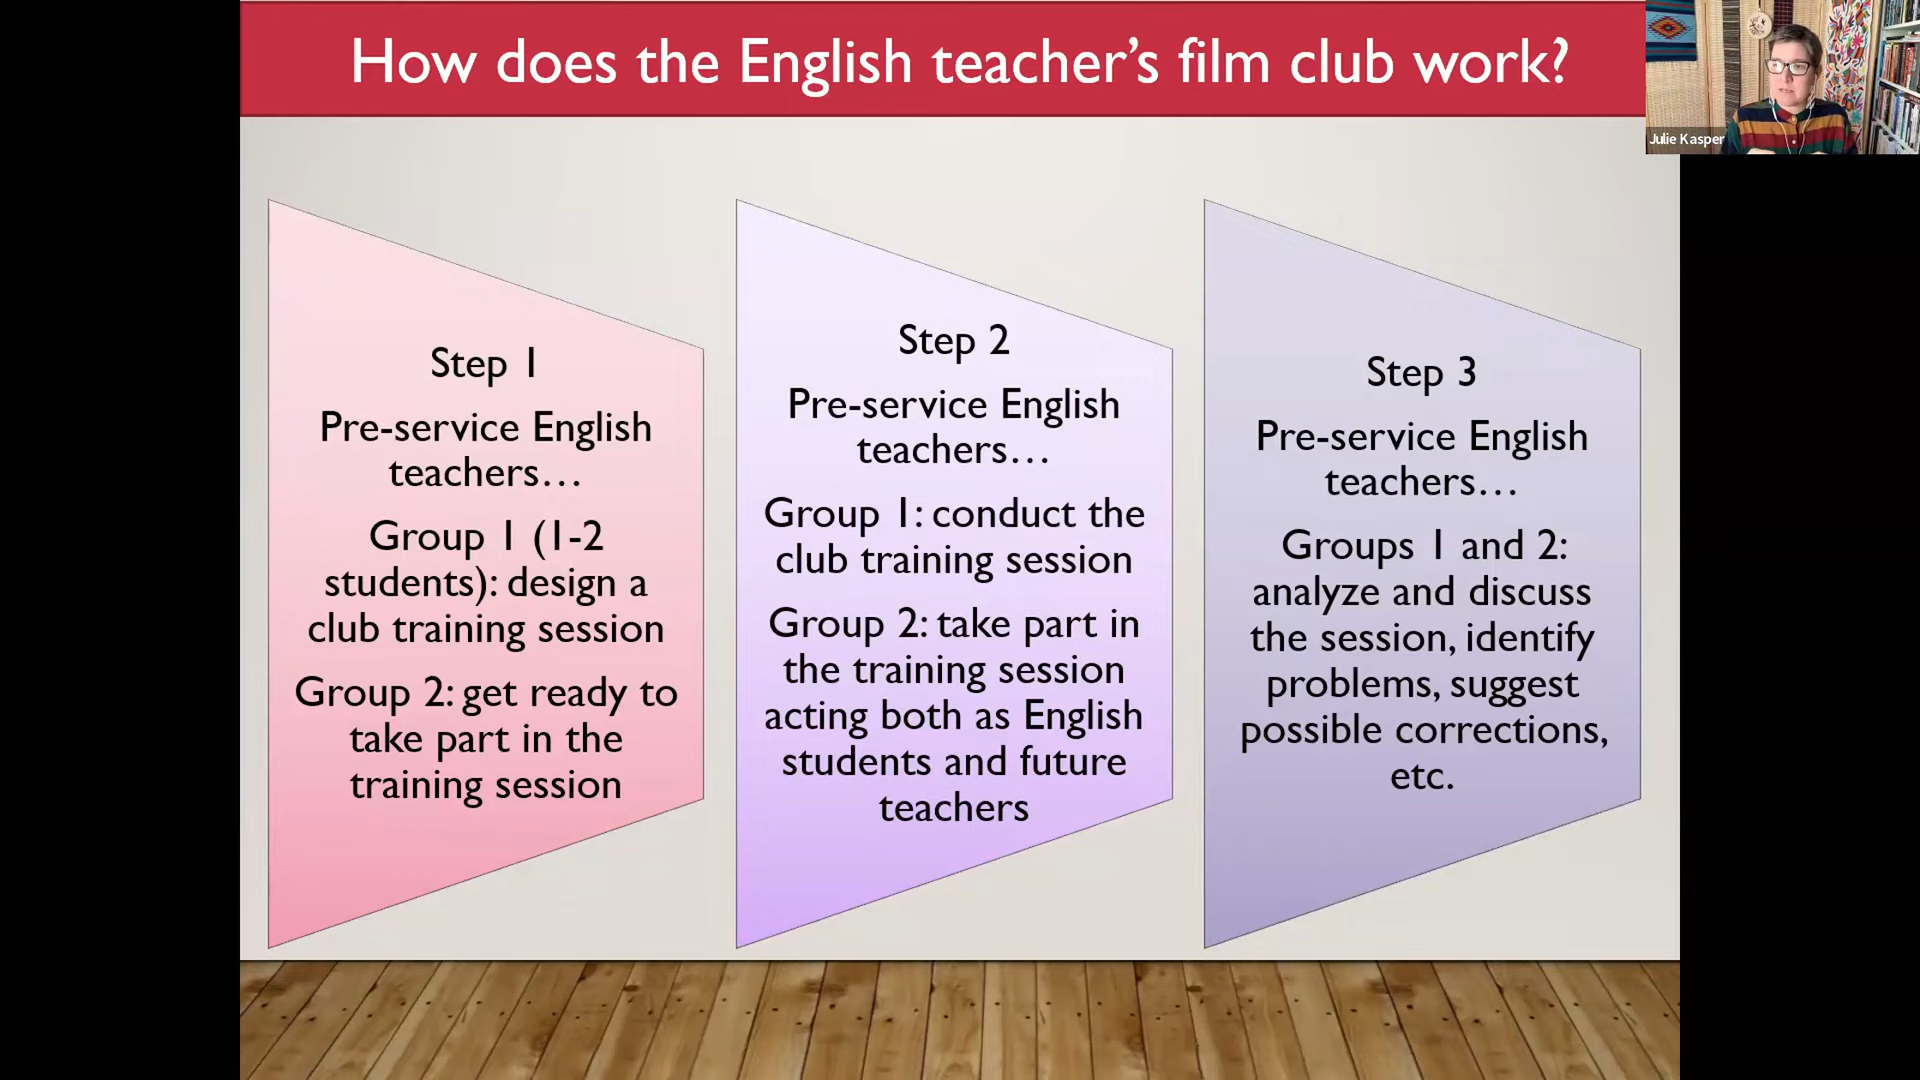 How does the English teacher’s film club work?
Julie Kasper
Step 1
Pre-service English
teachers…
Group 1 (1-2
students): design a
club training session
Group 2: get ready to
take part in the
training session
Step 2
Pre-service English
teachers…
Group 1: conduct the
club training session
Group 2: take part in
the training session
acting both as English
students and future
teachers
Step 3
Pre-service English
teachers…
Groups 1 and 2:
analyze and discuss
the session, identify
problems, suggest
possible corrections,
etc.